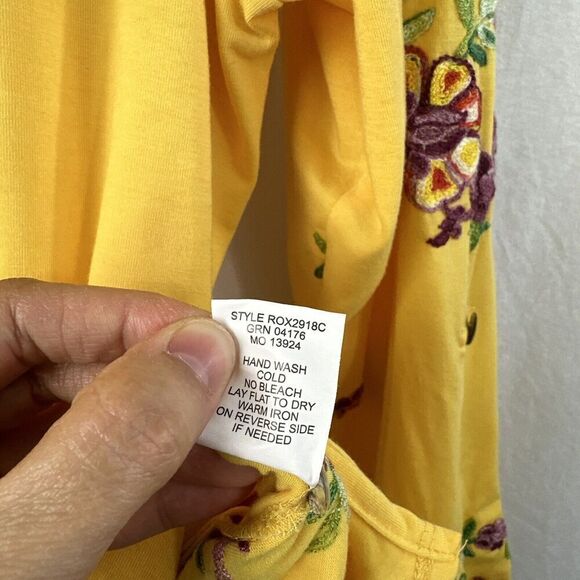 STYLE ROX2918C
GRN 04176
MO 13924
HAND WASH
COLD
NO BLEACH
LAY FLAT TO DRY
WARM IRON
ON REVERSE SIDE
IF NEEDED